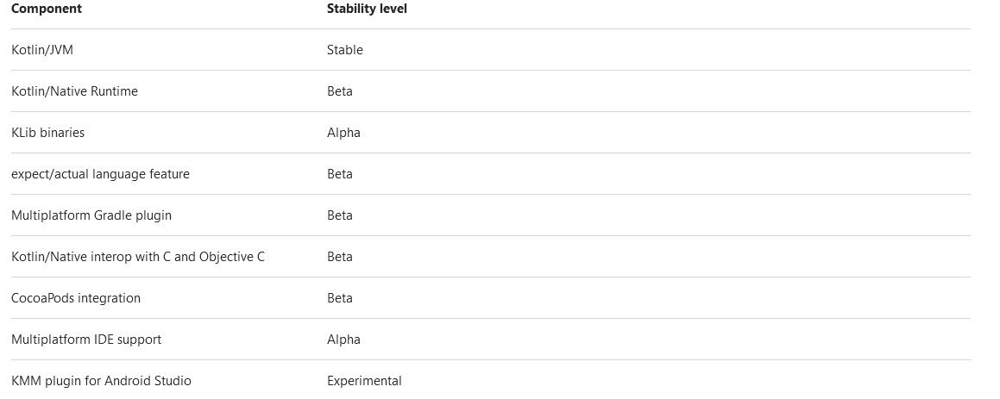 Component Stability level
Kotlin/JVM Stable
Kotlin/Native Runtime Beta
KLib binaries Alpha
expect/actual language feature Beta
Multiplatform Gradle plugin Beta
Kotlin/Native interop with C and Objective C Beta
CocoaPods integration Beta
Multiplatform IDE support Alpha
KMM plugin for Android Studio Experimental